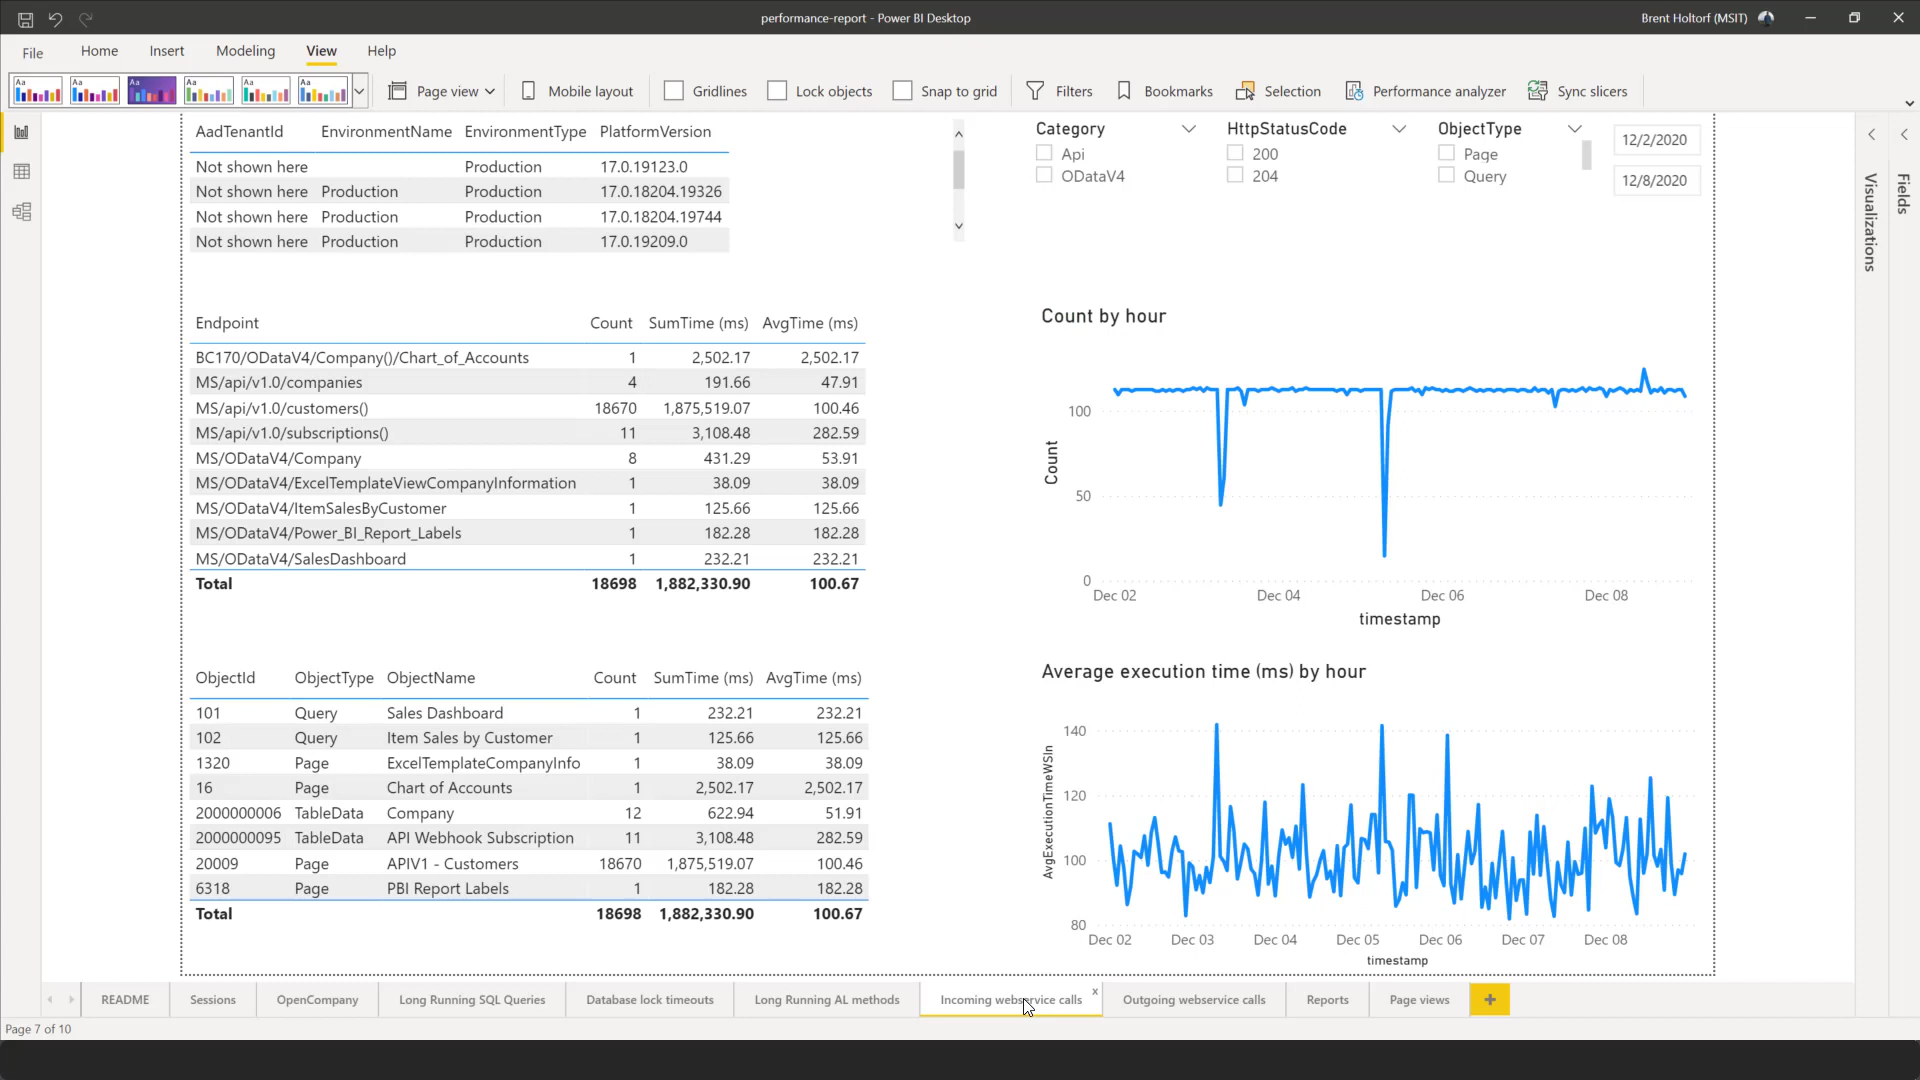 performance-report - Power BI Desktop
Brent Holtorf (MSIT)
File Home Insert Modeling View Help
Aa Aa Aa Aa Aa Aa
Page view Mobile layout Gridlines Lock objects Snap to grid Filters Bookmarks Selection Performance analyzer Sync slicers
AadTenantId EnvironmentName EnvironmentType PlatformVersion
Not shown here Production 17.0.19123.0
Not shown here Production Production 17.0.18204.19326
Not shown here Production Production 17.0.18204.19744
Not shown here Production Production 17.0.19209.0
Category
Api
ODataV4
HttpStatusCode
200
204
ObjectType
Page
Query
12/2/2020
12/8/2020
Visualizations
Fields
Endpoint Count SumTime (ms) AvgTime (ms)
BC170/ODataV4/Company()/Chart_of_Accounts 1 2,502.17 2,502.17
MS/api/v1.0/companies 4 191.66 47.91
MS/api/v1.0/customers() 18670 1,875,519.07 100.46
MS/api/v1.0/subscriptions() 11 3,108.48 282.59
MS/ODataV4/Company 8 431.29 53.91
MS/ODataV4/ExcelTemplateViewCompanyInformation 1 38.09 38.09
MS/ODataV4/ItemSalesByCustomer 1 125.66 125.66
MS/ODataV4/Power_BI_Report_Labels 1 182.28 182.28
MS/ODataV4/SalesDashboard 1 232.21 232.21
Total 18698 1,882,330.90 100.67
Count by hour
Count
100
50
0
Dec 02 Dec 04 Dec 06 Dec 08
timestamp
ObjectId ObjectType ObjectName Count SumTime (ms) AvgTime (ms)
101 Query Sales Dashboard 1 232.21 232.21
102 Query Item Sales by Customer 1 125.66 125.66
1320 Page ExcelTemplateCompanyInfo 1 38.09 38.09
16 Page Chart of Accounts 1 2,502.17 2,502.17
2000000006 TableData Company 12 622.94 51.91
2000000095 TableData API Webhook Subscription 11 3,108.48 282.59
20009 Page APIV1 - Customers 18670 1,875,519.07 100.46
6318 Page PBI Report Labels 1 182.28 182.28
Total 18698 1,882,330.90 100.67
Average execution time (ms) by hour
AvgExecutionTimeWSIn
140
120
100
80
Dec 02 Dec 03 Dec 04 Dec 05 Dec 06 Dec 07 Dec 08
timestamp
README Sessions OpenCompany Long Running SQL Queries Database lock timeouts Long Running AL methods Incoming webservice calls x Outgoing webservice calls Reports Page views +
Page 7 of 10